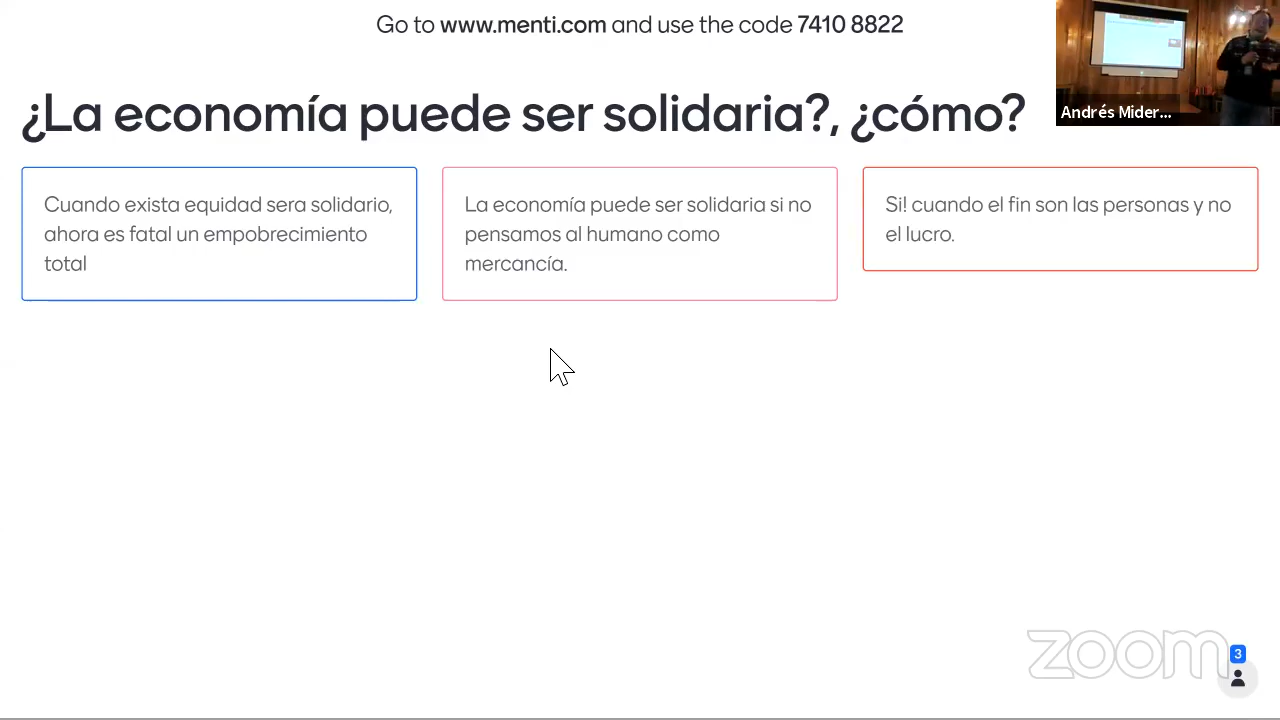 Go to www.menti.com and use the code 7410 8822
¿La economía puede ser solidaria?, ¿cómo?
Andrés Mider...
Cuando exista equidad sera solidario,
ahora es fatal un empobrecimiento
total
La economía puede ser solidaria si no
pensamos al humano como
mercancía.
Si! cuando el fin son las personas y no
el lucro.
zoom
3